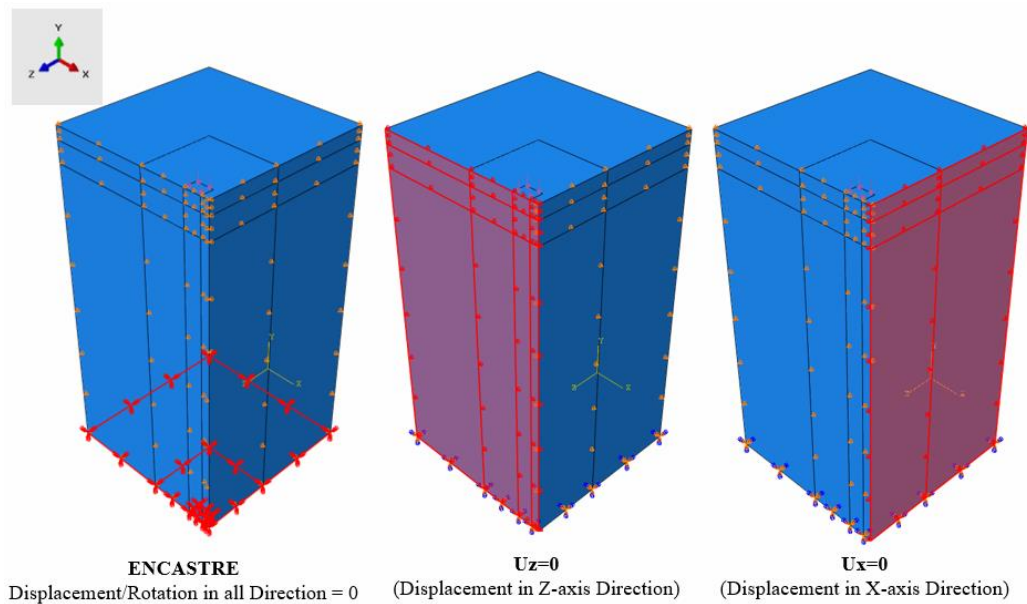 Y
Z
X
Y
Z
X
Y
Z
X
ENCASTRE
Displacement/Rotation in all Direction = 0
Uz=0
(Displacement in Z-axis Direction)
Ux=0
(Displacement in X-axis Direction)